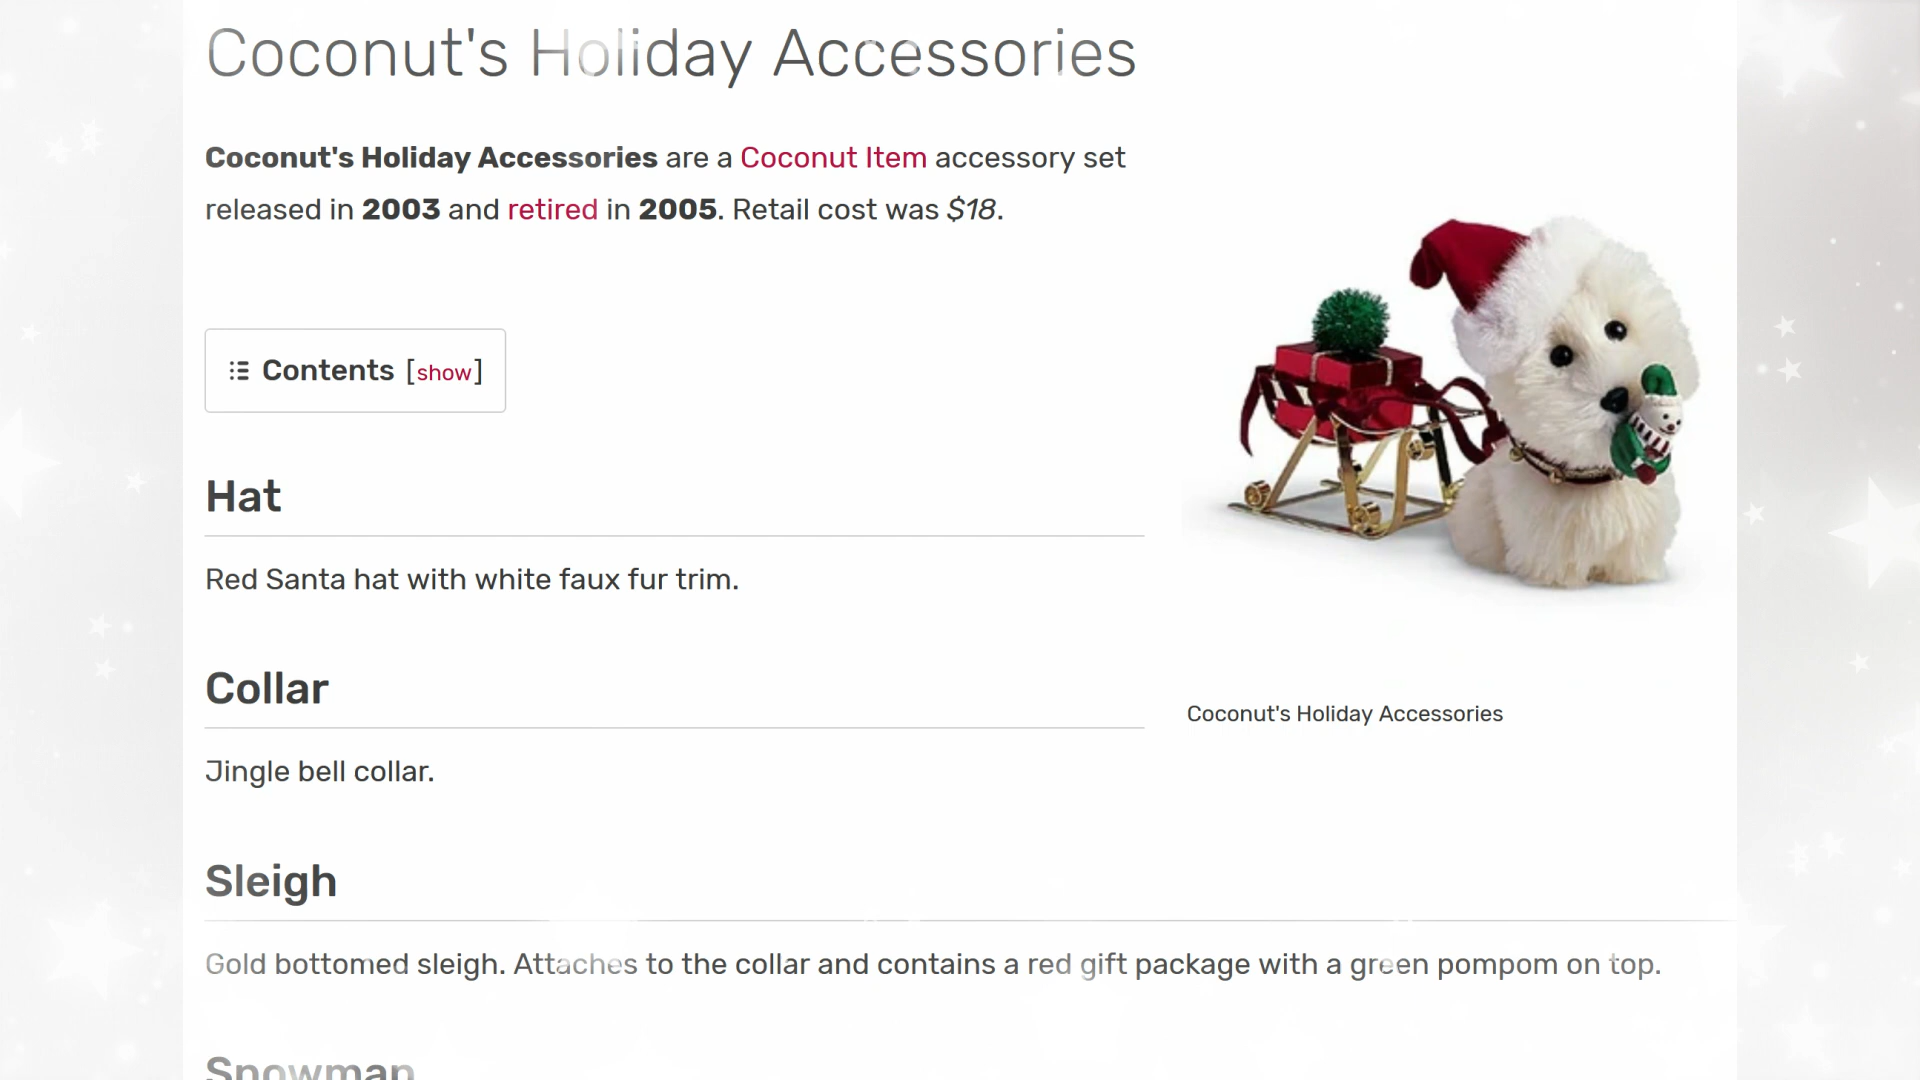 Coconut's Holiday Accessories
Coconut's Holiday Accessories are a Coconut Item accessory set
released in 2003 and retired in 2005. Retail cost was $18.
Contents [show]
Hat
Red Santa hat with white faux fur trim.
Collar
Coconut's Holiday Accessories
Jingle bell collar.
Sleigh
Gold bottomed sleigh. Attaches to the collar and contains a red gift package with a green pompom on top.
Snowman